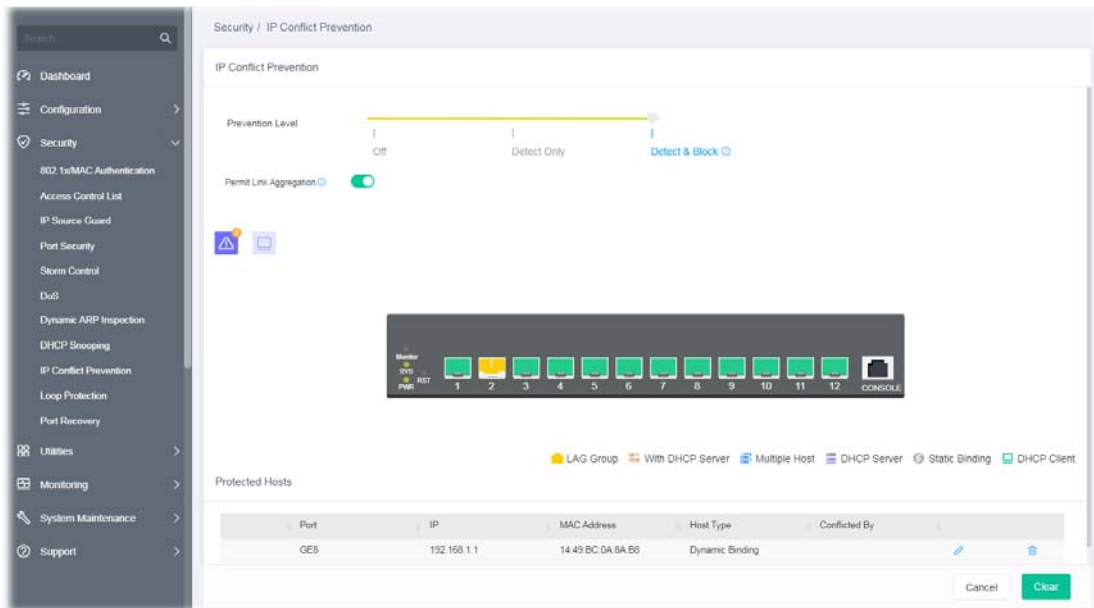 Security / IP Conflict Prevention
Search
IP Conflict Prevention
Dashboard
Configuration
Security
802.1x/MAC Authentication
Access Control List
IP Source Guard
Port Security
Storm Control
DoS
Dynamic ARP Inspection
DHCP Snooping
IP Conflict Prevention
Loop Protection
Port Recovery
Utilities
Monitoring
System Maintenance
Support
Prevention Level
Off
Detect Only
Detect & Block
Permit Link Aggregation
Monitor
SYS
PWR
RST
1 2 3 4 5 6 7 8 9 10 11 12 CONSOLE
LAG Group With DHCP Server Multiple Host DHCP Server Static Binding DHCP Client
Protected Hosts
Port IP MAC Address Host Type Conflicted By
GE8 192.168.1.1 14:49:BC:0A:8A:B6 Dynamic Binding
Cancel Clear